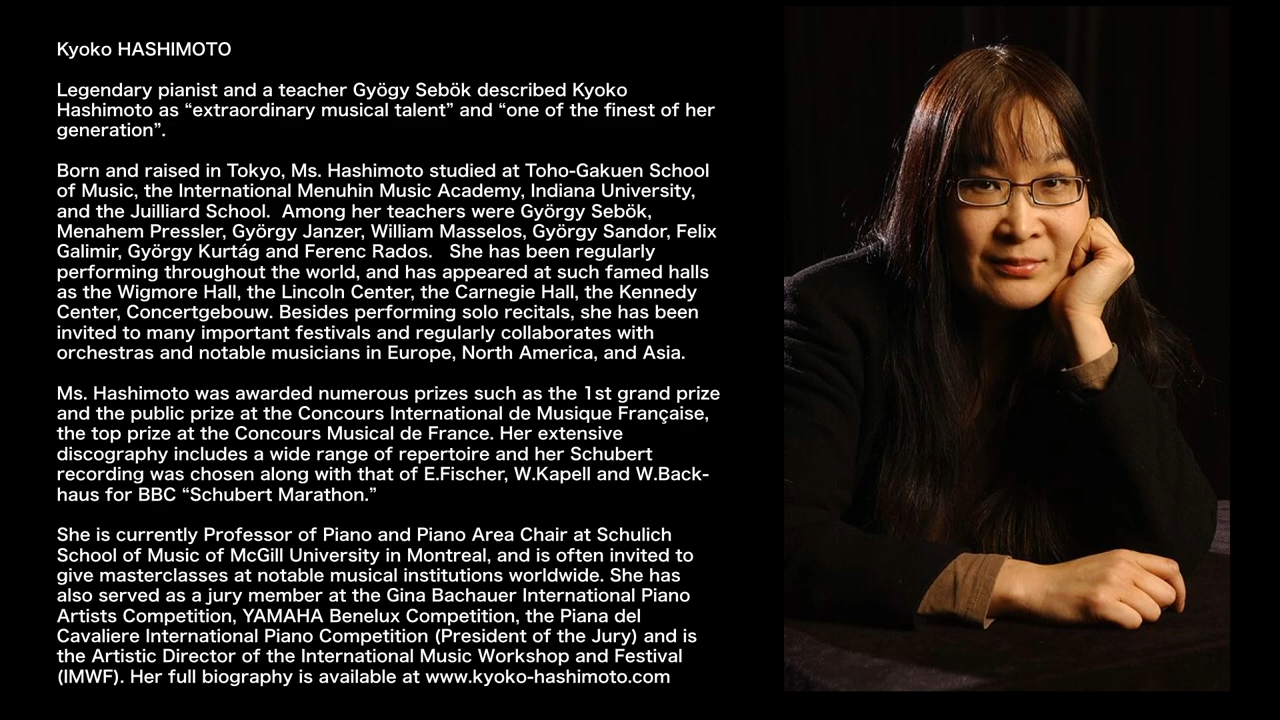 Kyoko HASHIMOTO
Legendary pianist and a teacher Gyögy Sebök described Kyoko
Hashimoto as “extraordinary musical talent” and “one of the finest of her
generation”.
Born and raised in Tokyo, Ms. Hashimoto studied at Toho-Gakuen School
of Music, the International Menuhin Music Academy, Indiana University,
and the Juilliard School.  Among her teachers were György Sebök,
Menahem Pressler, György Janzer, William Masselos, György Sandor, Felix
Galimir, György Kurtág and Ferenc Rados.   She has been regularly
performing throughout the world, and has appeared at such famed halls
as the Wigmore Hall, the Lincoln Center, the Carnegie Hall, the Kennedy
Center, Concertgebouw. Besides performing solo recitals, she has been
invited to many important festivals and regularly collaborates with
orchestras and notable musicians in Europe, North America, and Asia.
Ms. Hashimoto was awarded numerous prizes such as the 1st grand prize
and the public prize at the Concours International de Musique Française,
the top prize at the Concours Musical de France. Her extensive
discography includes a wide range of repertoire and her Schubert
recording was chosen along with that of E.Fischer, W.Kapell and W.Back-
haus for BBC “Schubert Marathon.”
She is currently Professor of Piano and Piano Area Chair at Schulich
School of Music of McGill University in Montreal, and is often invited to
give masterclasses at notable musical institutions worldwide. She has
also served as a jury member at the Gina Bachauer International Piano
Artists Competition, YAMAHA Benelux Competition, the Piana del
Cavaliere International Piano Competition (President of the Jury) and is
the Artistic Director of the International Music Workshop and Festival
(IMWF). Her full biography is available at www.kyoko-hashimoto.com